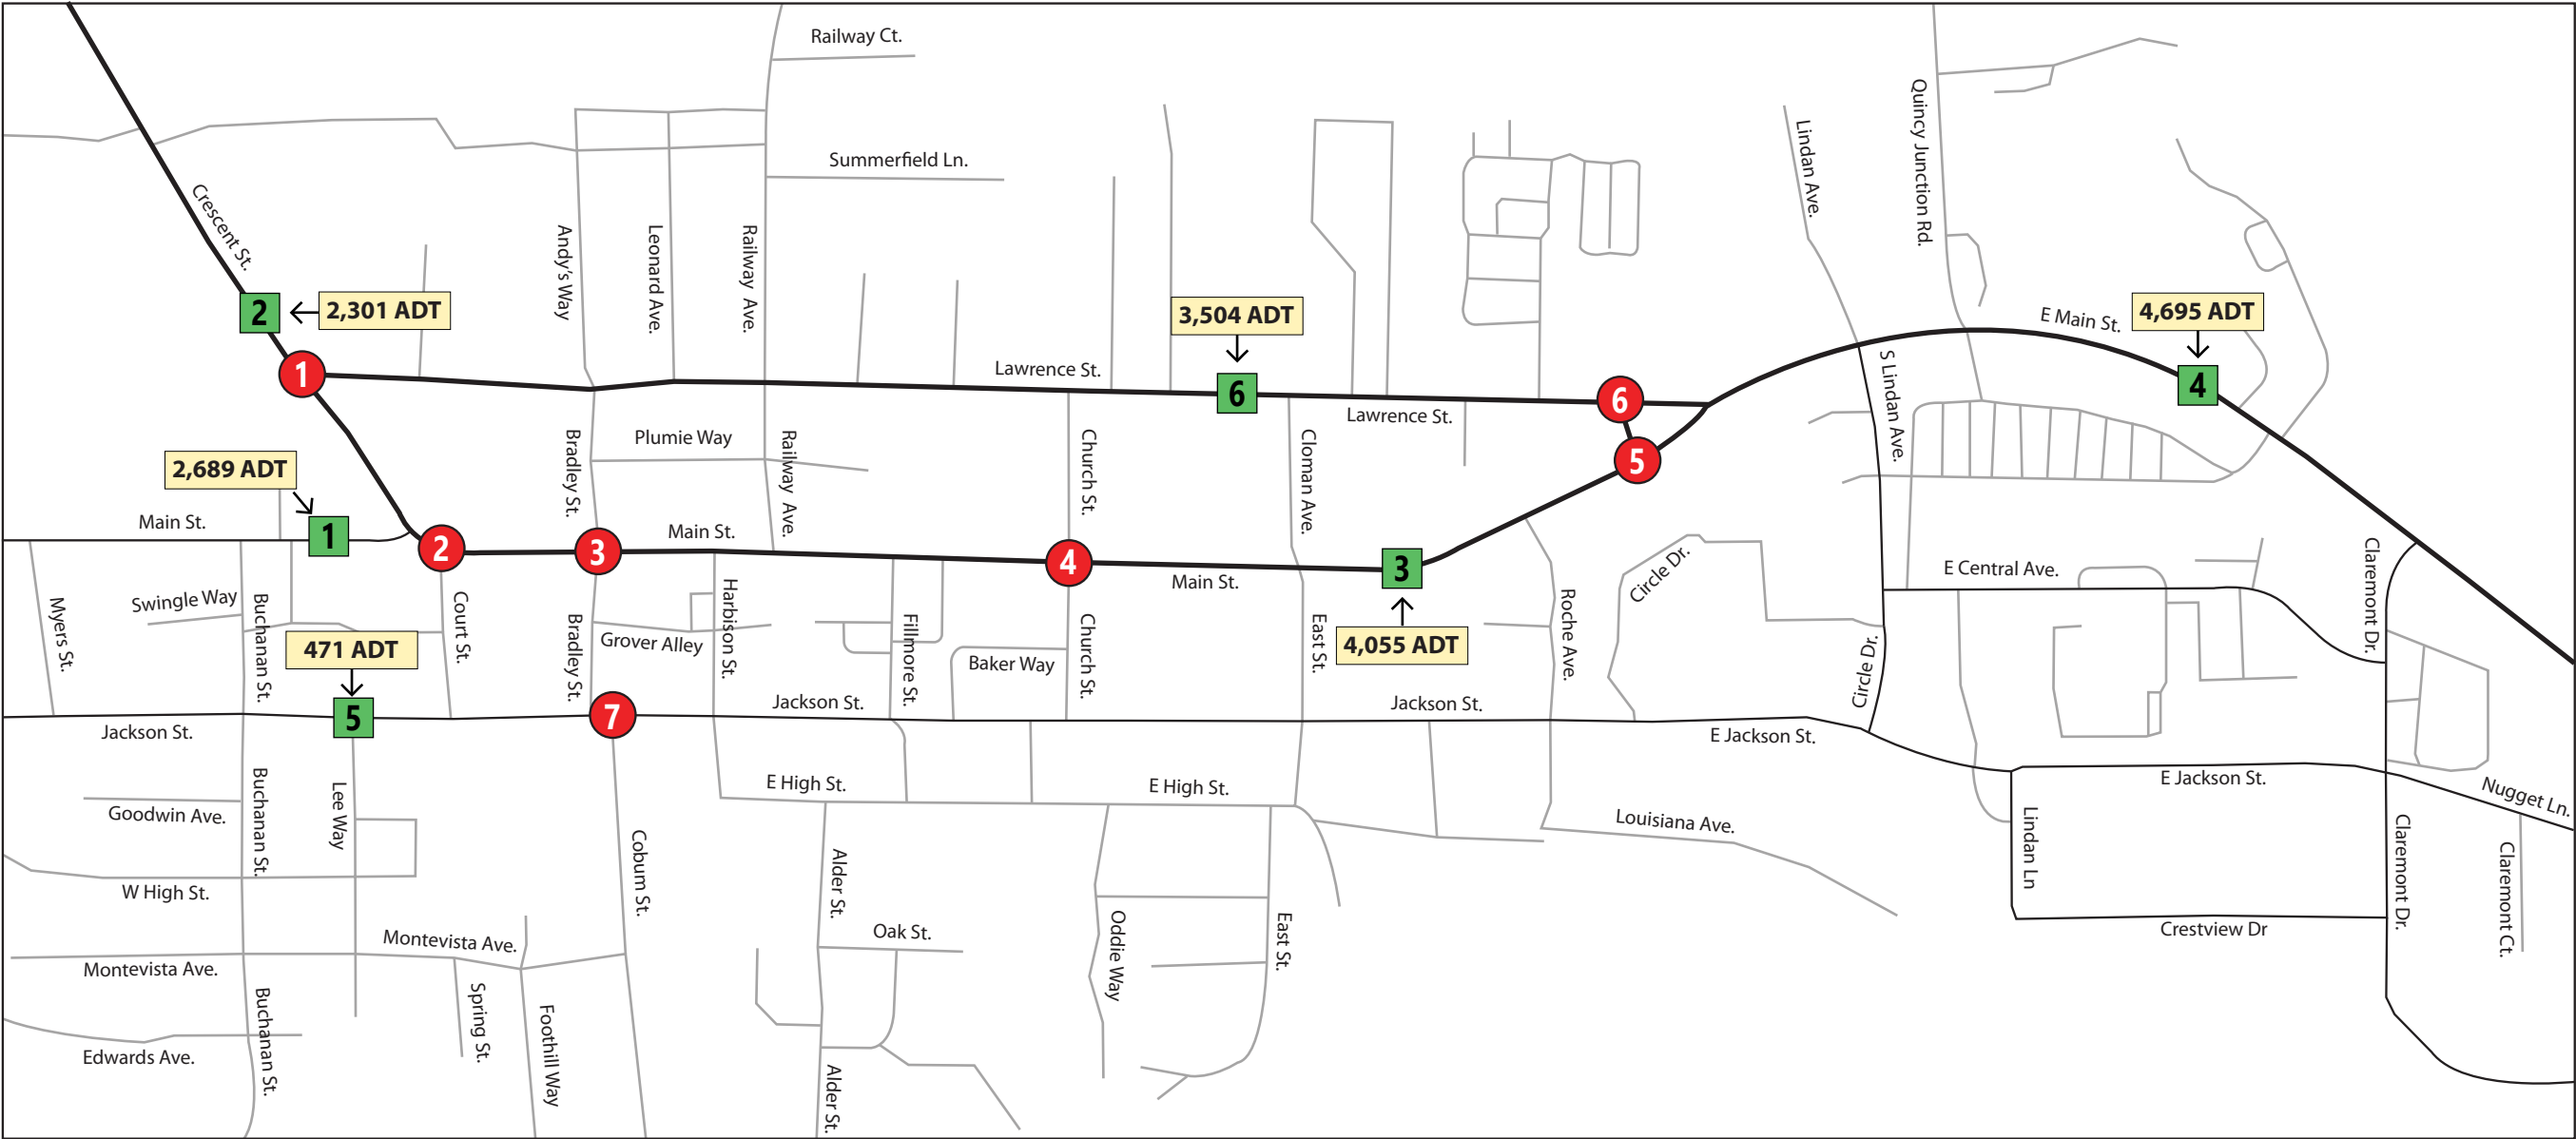 Railway Ct.
Summerfield Ln.
Crescent St.
Andy's Way
Leonard Ave.
Railway Ave.
Lindan Ave.
Quincy Junction Rd.
2
2,301 ADT
3,504 ADT
E Main St.
4,695 ADT
1
Lawrence St.
6
Lawrence St.
6
4
S Lindan Ave.
2,689 ADT
Bradley St.
Plumie Way
Railway Ave.
Church St.
Cloman Ave.
5
Main St.
1
2
3
Main St.
4
Main St.
3
4,055 ADT
E Central Ave.
Claremont Dr.
Myers St.
Swingle Way
Buchanan St.
471 ADT
Court St.
Bradley St.
Grover Alley
Harbison St.
Fillmore St.
Baker Way
Church St.
East St.
Roche Ave.
Circle Dr.
Circle Dr.
Jackson St.
5
7
Jackson St.
Jackson St.
E Jackson St.
E Jackson St.
Nugget Ln.
Goodwin Ave.
Buchanan St.
Lee Way
E High St.
E High St.
Louisiana Ave.
Lindan Ln
Claremont Dr.
Claremont Ct.
W High St.
Coburn St.
Alder St.
Oak St.
Oddie Way
East St.
Crestview Dr
Montevista Ave.
Montevista Ave.
Buchanan St.
Spring St.
Foothill Way
Edwards Ave.
Alder St.